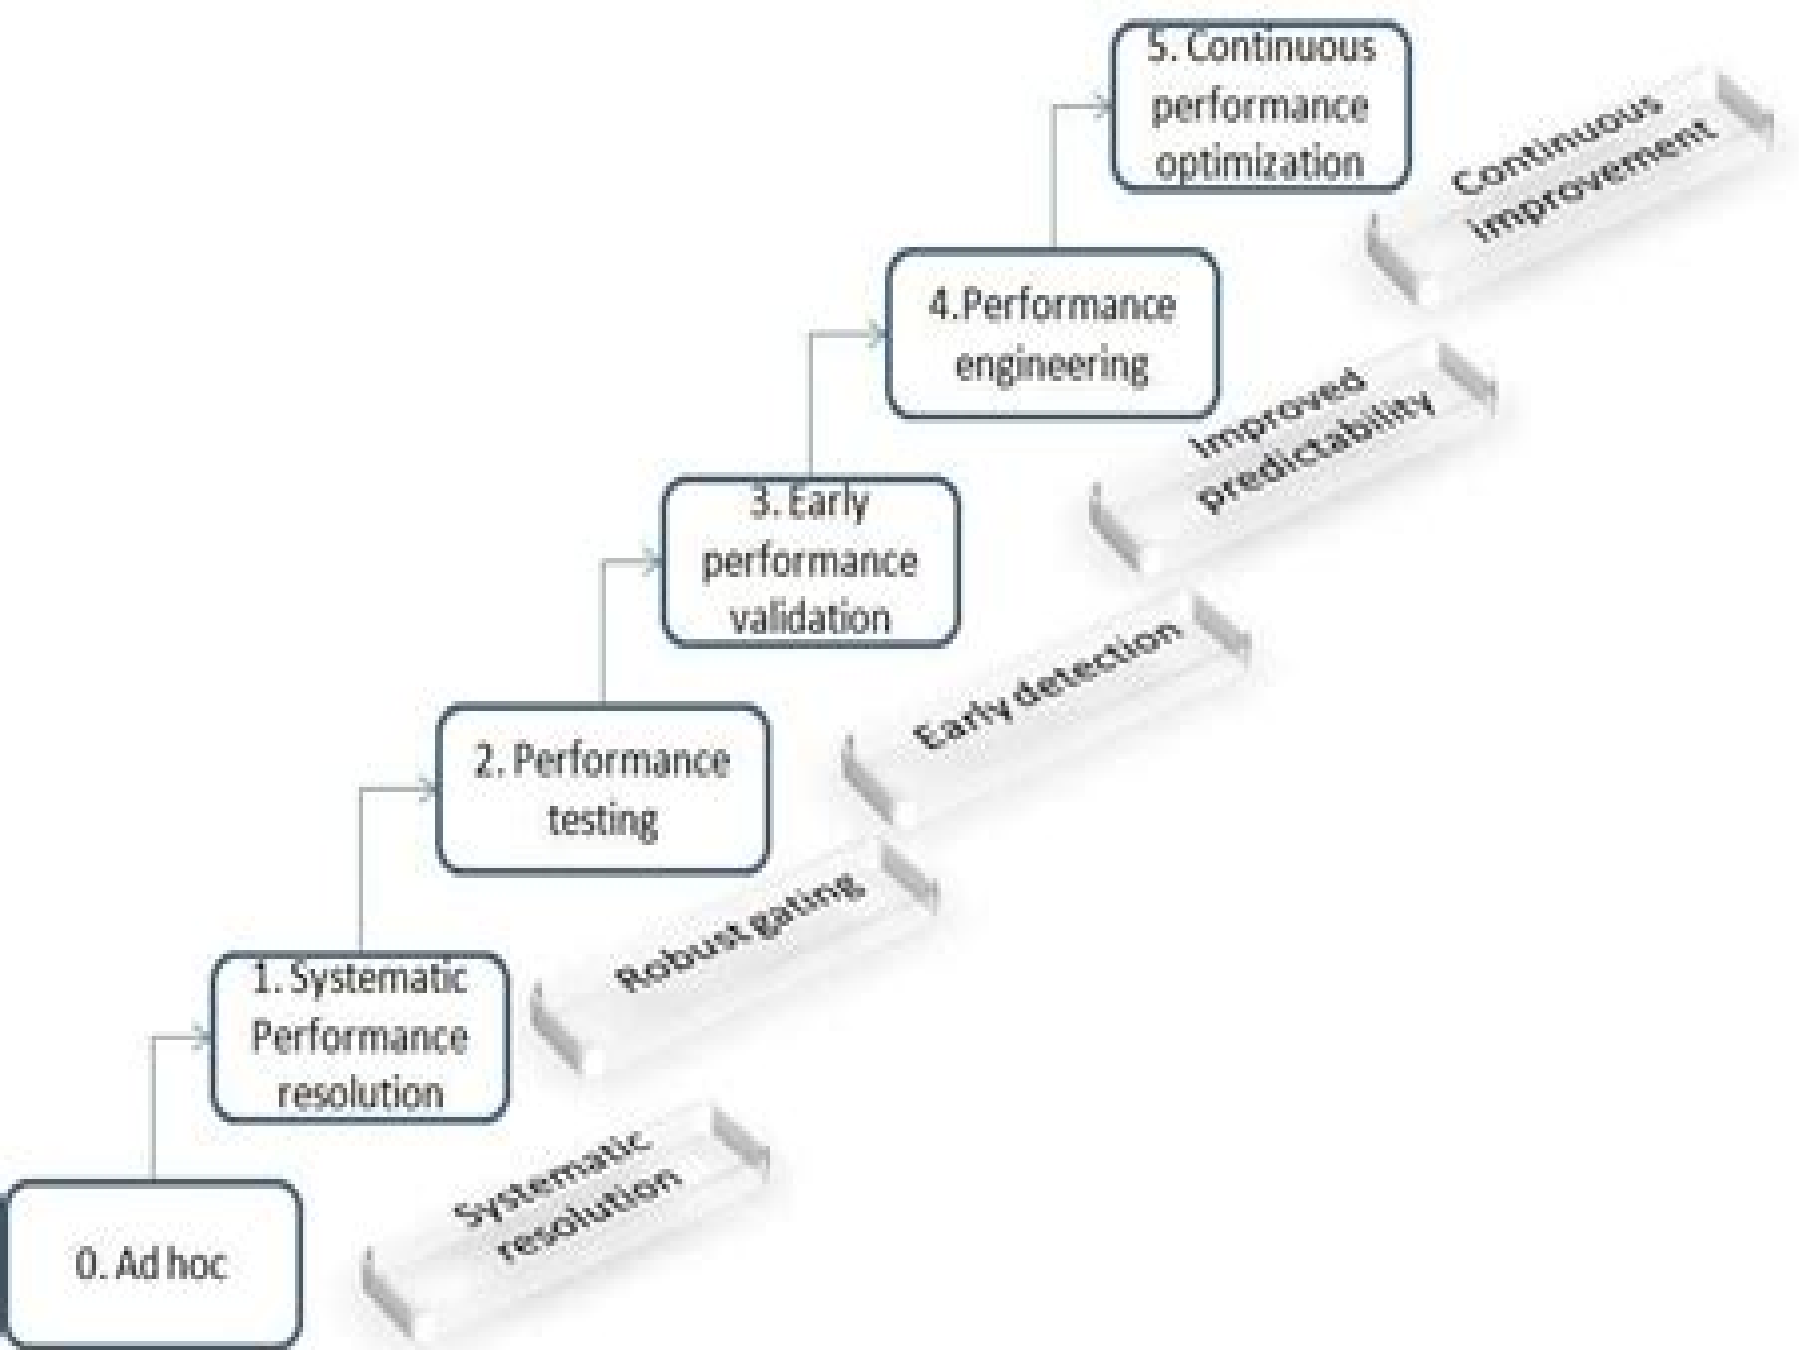 5. Continuous
performance
optimization
Continuous
improvement
4.Performance
engineering
Improved
predictability
3. Early
performance
validation
Early detection
2. Performance
testing
Robust gating
1. Systematic
Performance
resolution
Systematic
resolution
0. Ad hoc